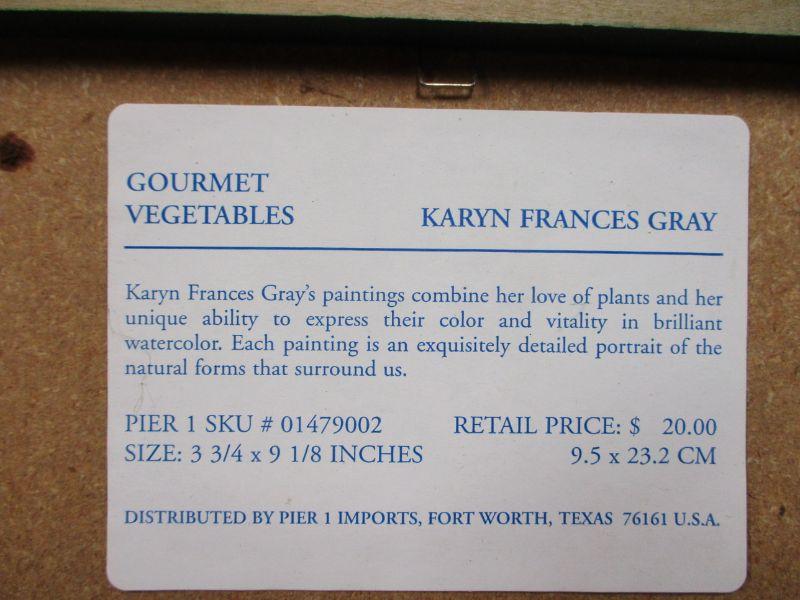 GOURMET
VEGETABLES KARYN FRANCES GRAY
Karyn Frances Gray's paintings combine her love of plants and her
unique ability to express their color and vitality in brilliant
watercolor. Each painting is an exquisitely detailed portrait of the
natural forms that surround us.
PIER 1 SKU # 01479002 RETAIL PRICE: $ 20.00
SIZE: 3 3/4 x 9 1/8 INCHES 9.5 x 23.2 CM
DISTRIBUTED BY PIER 1 IMPORTS, FORT WORTH, TEXAS 76161 U.S.A.